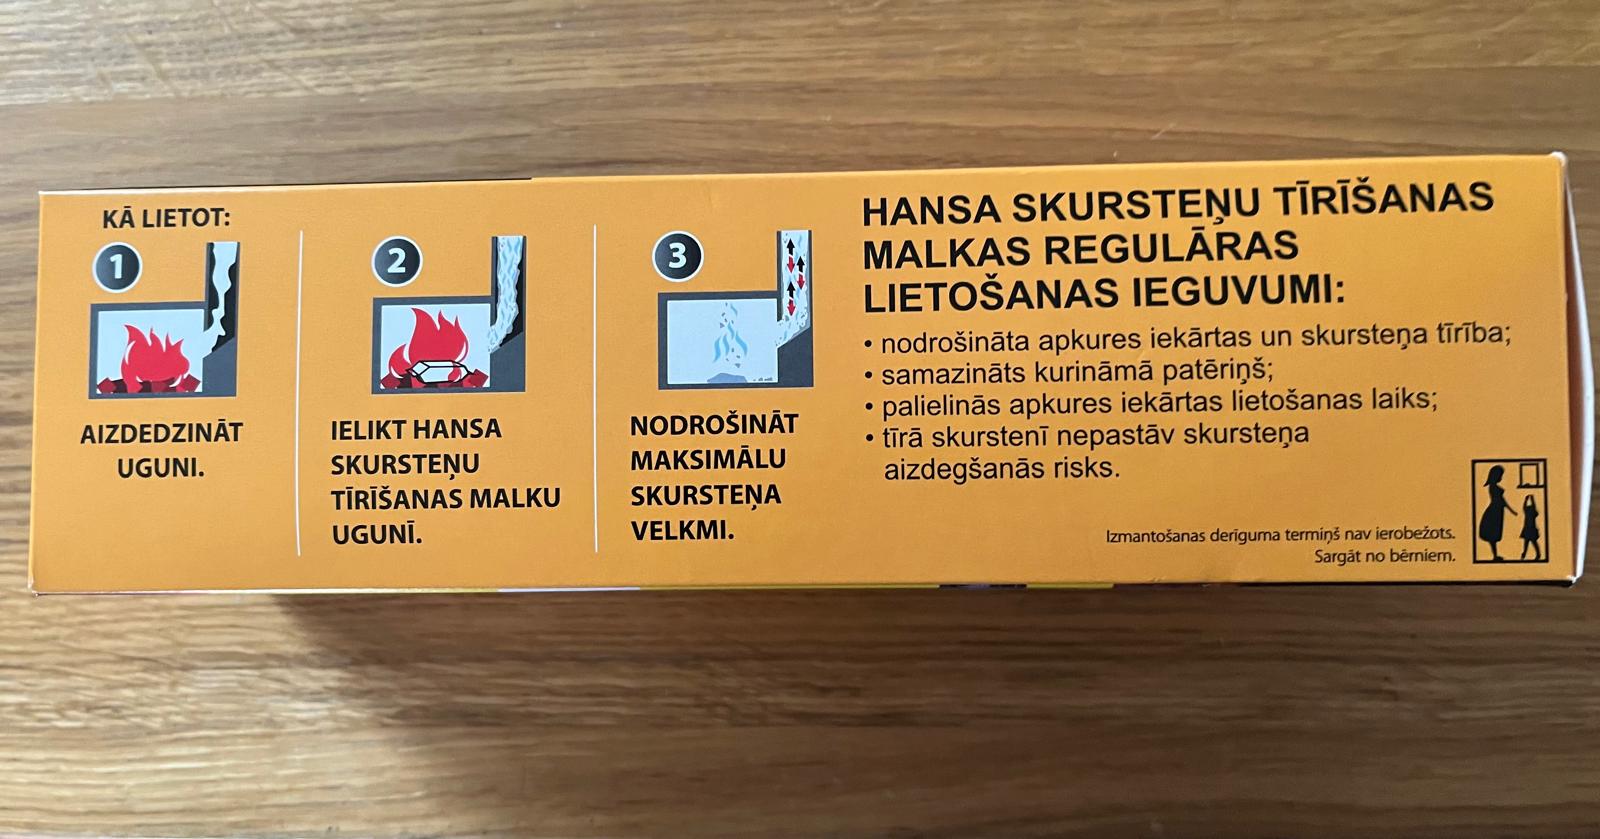 KĀ LIETOT:
1
AIZDEDZINĀT
UGUNI.
2
IELIKT HANSA
SKURSTEŅU
TĪRĪŠANAS MALKU
UGUNĪ.
3
NODROŠINĀT
MAKSIMĀLU
SKURSTEŅA
VELKMI.
HANSA SKURSTEŅU TĪRĪŠANAS
MALKAS REGULĀRAS
LIETOŠANAS IEGUVUMI:
• nodrošināta apkures iekārtas un skursteņa tīrība;
• samazināts kurināmā patēriņš;
• palielinās apkures iekārtas lietošanas laiks;
• tīrā skurstenī nepastāv skursteņa
aizdegšanās risks.
Izmantošanas derīguma termiņš nav ierobežots.
Sargāt no bērniem.